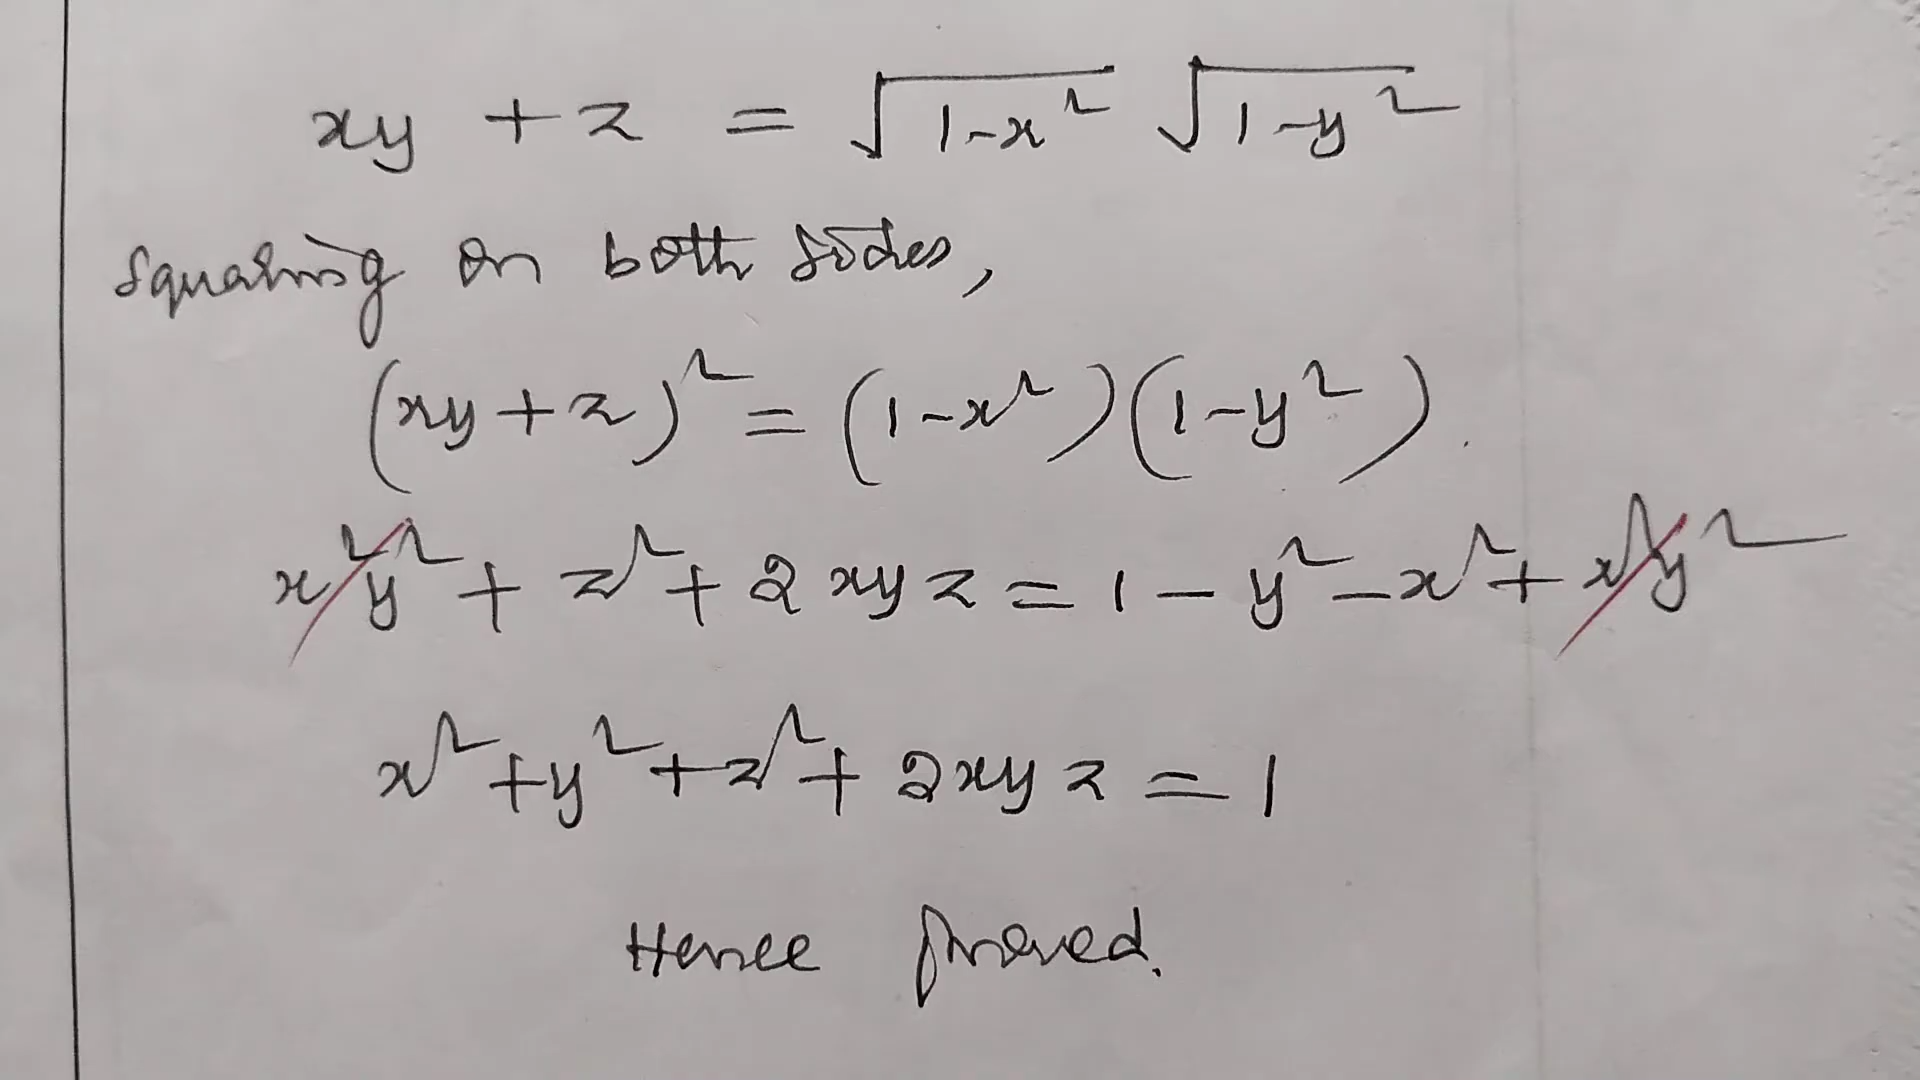 xy + z = √1-x² √1-y²
Squaring on both sides,
(xy + z)² = (1-x²)(1-y²)
x²y² + z² + 2xyz = 1 - y² - x² + x²y²
x² + y² + z² + 2xyz = 1
Hence proved.